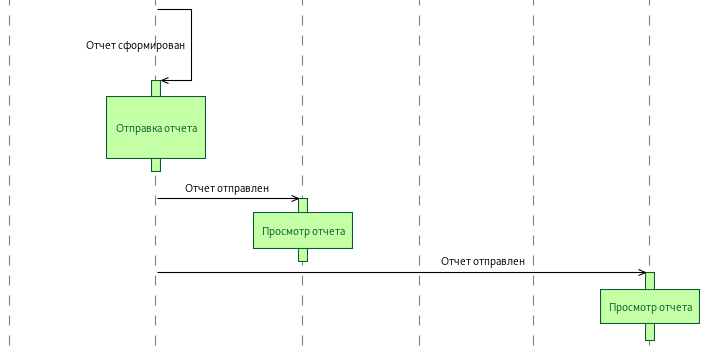 Отчет сформирован
Отправка отчета
Отчет отправлен
Просмотр отчета
Отчет отправлен
Просмотр отчета